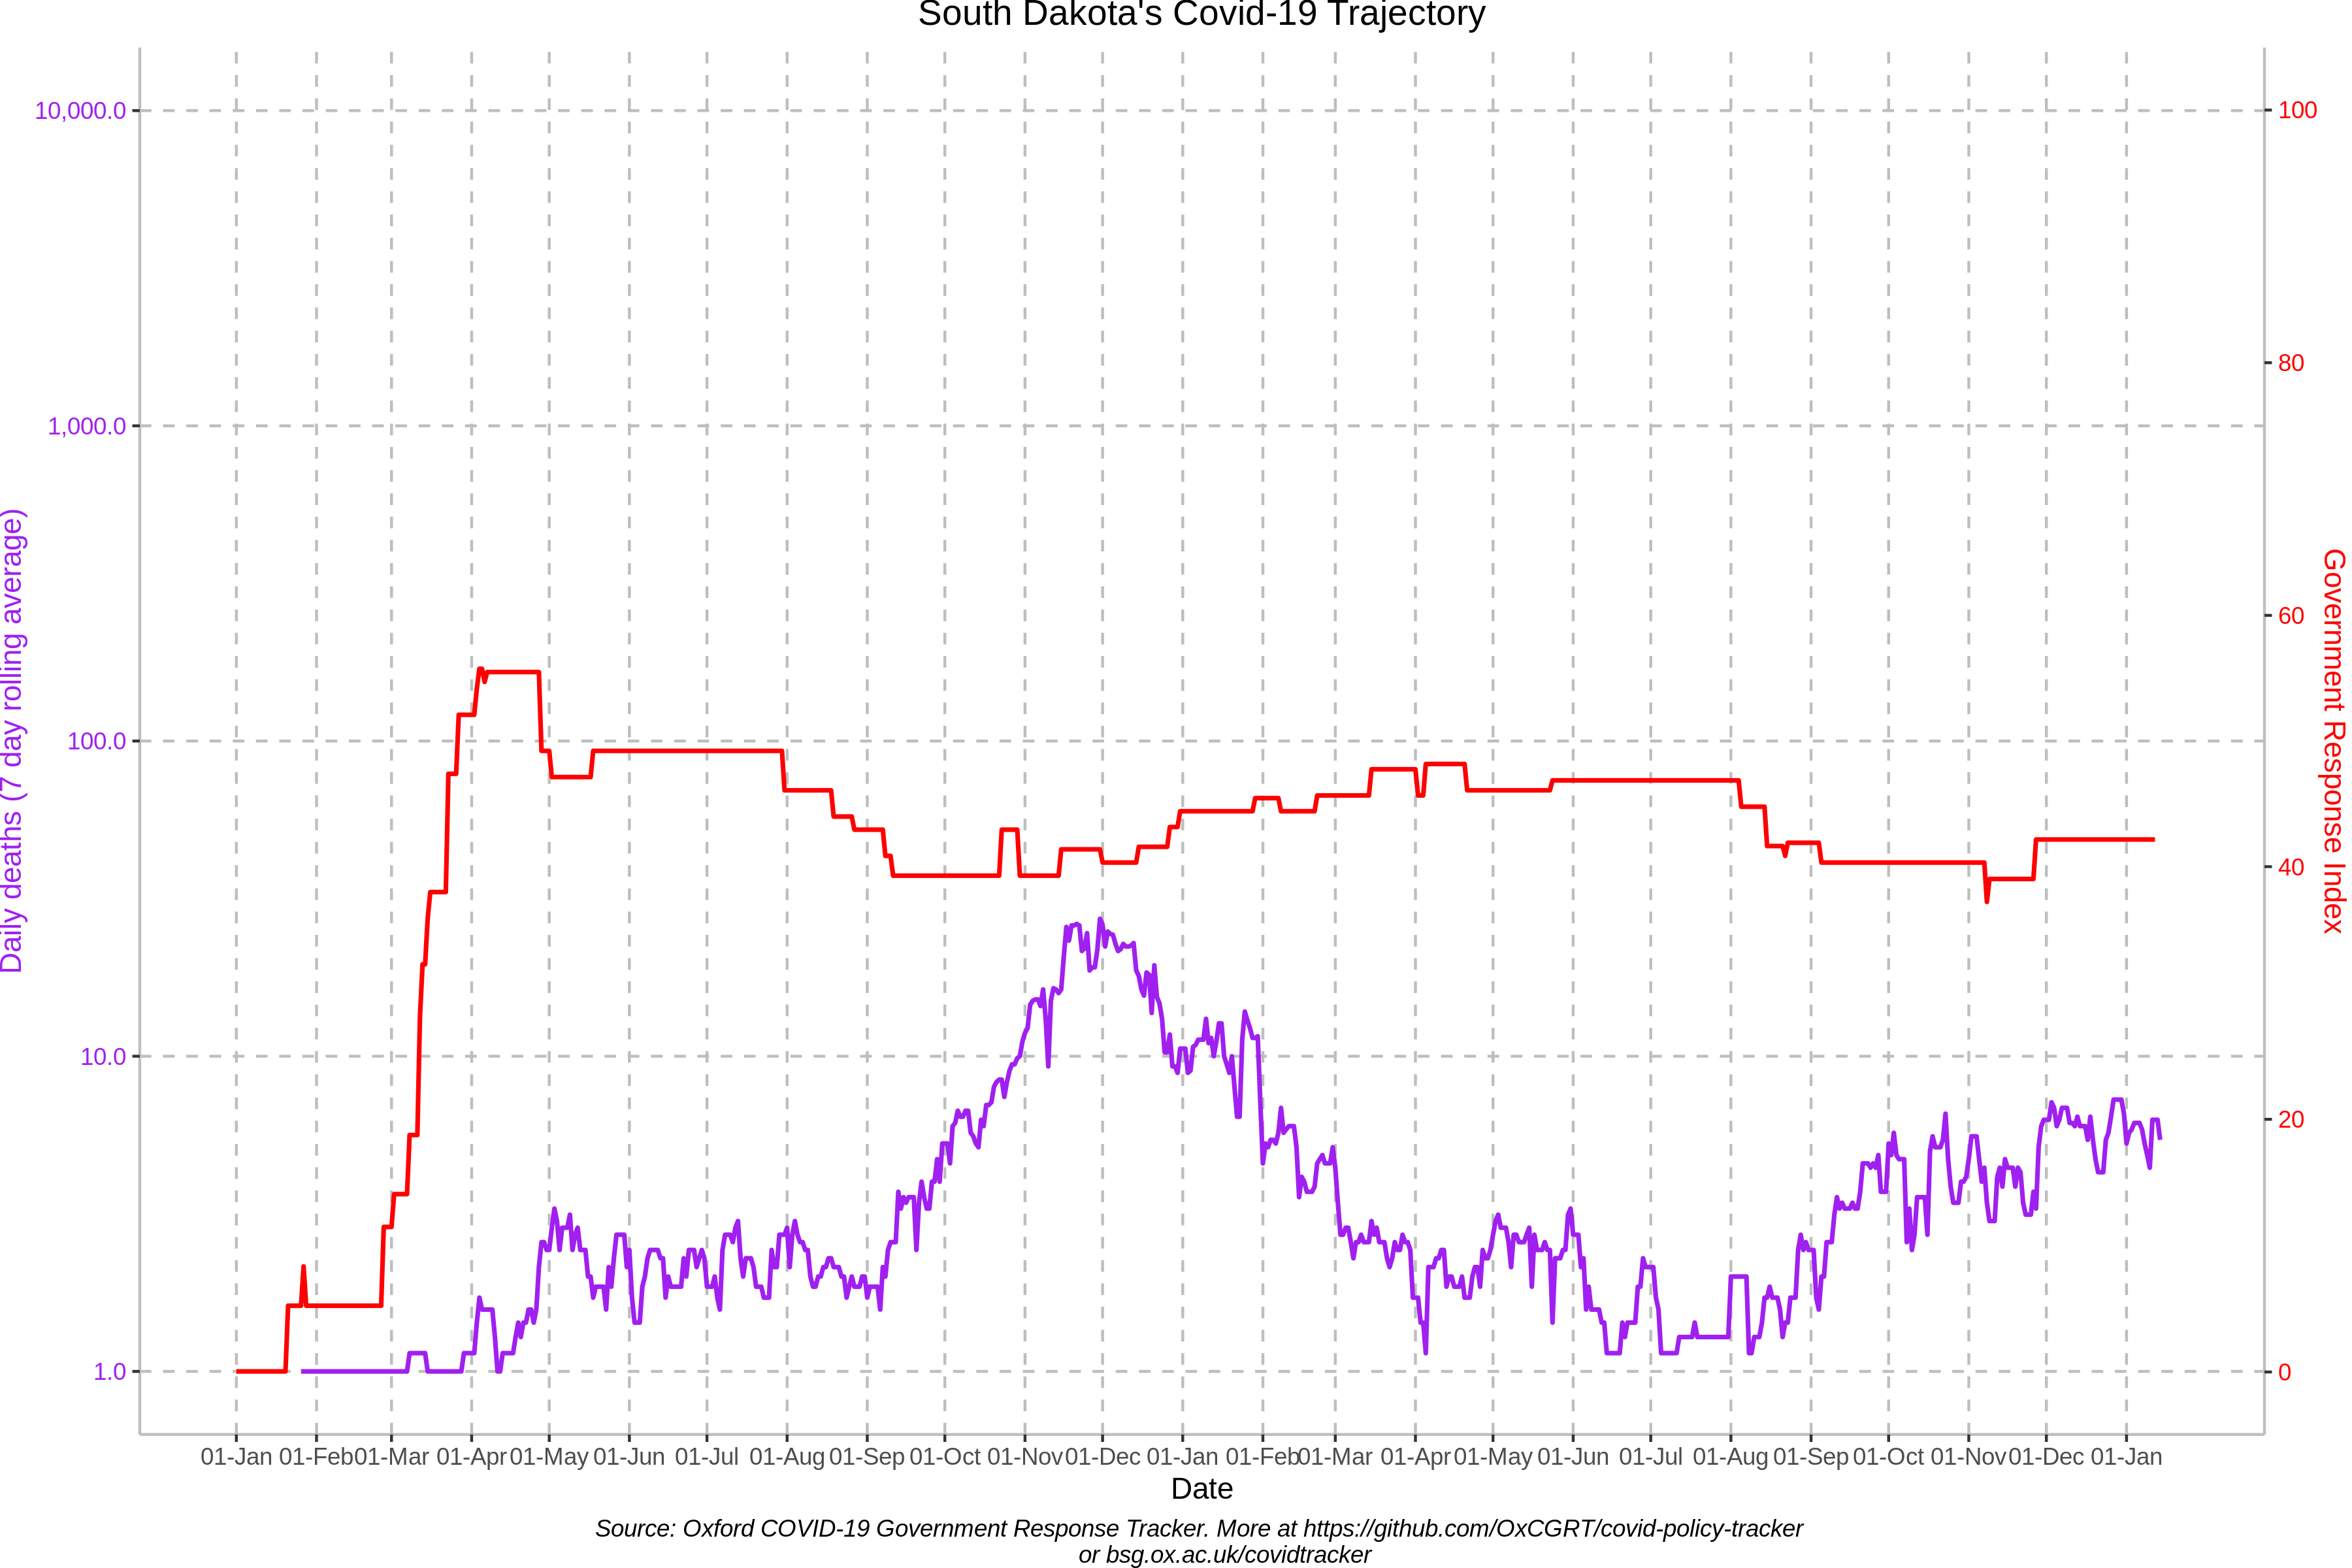 South Dakota's Covid-19 Trajectory
10,000.0
1,000.0
100.0
10.0
1.0
Daily deaths (7 day rolling average)
100
80
60
40
20
0
Government Response Index
01-Jan 01-Feb 01-Mar 01-Apr 01-May 01-Jun 01-Jul 01-Aug 01-Sep 01-Oct 01-Nov 01-Dec 01-Jan 01-Feb 01-Mar 01-Apr 01-May 01-Jun 01-Jul 01-Aug 01-Sep 01-Oct 01-Nov 01-Dec 01-Jan
Date
Source: Oxford COVID-19 Government Response Tracker. More at https://github.com/OxCGRT/covid-policy-tracker
or bsg.ox.ac.uk/covidtracker